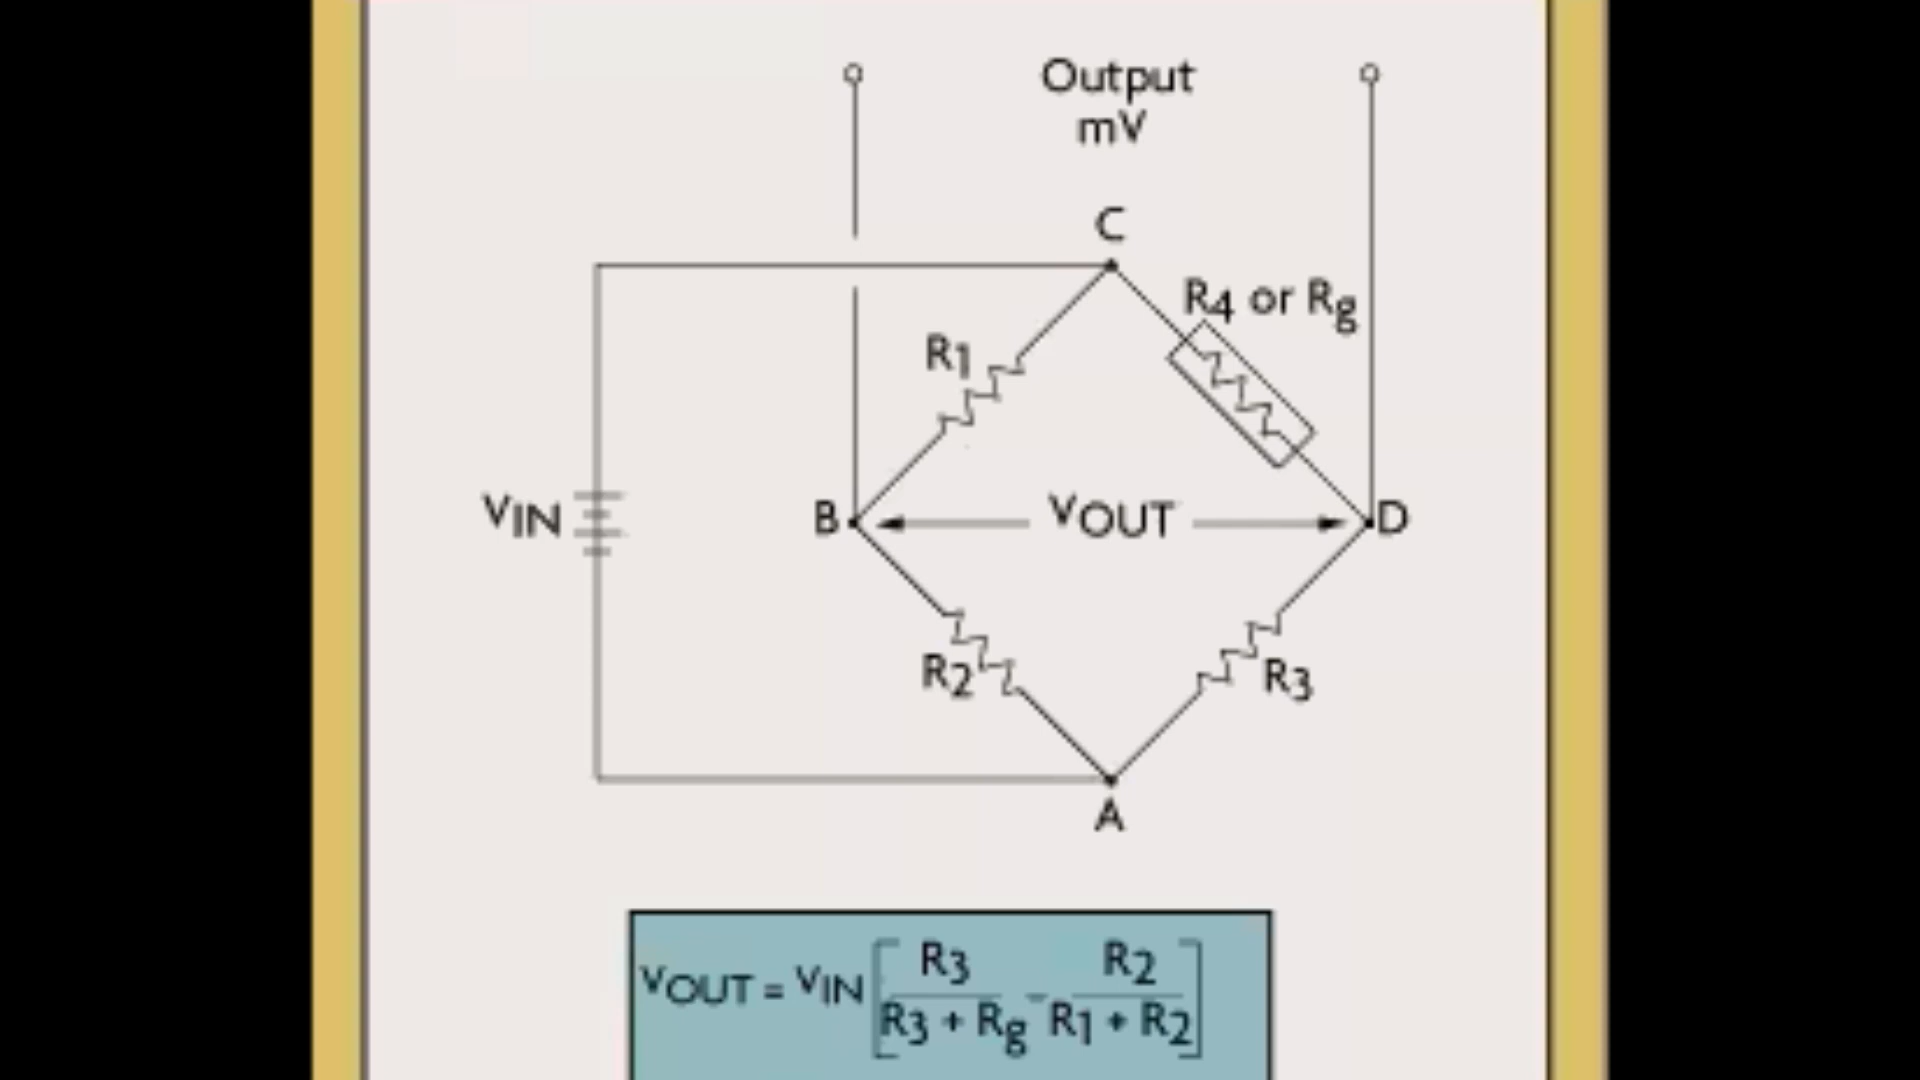 Output
mV
C
R4 or Rg
R1
VIN
B
VOUT
D
R2
R3
A
VOUT = VIN [ R3 / R3 + Rg - R2 / R1 + R2 ]